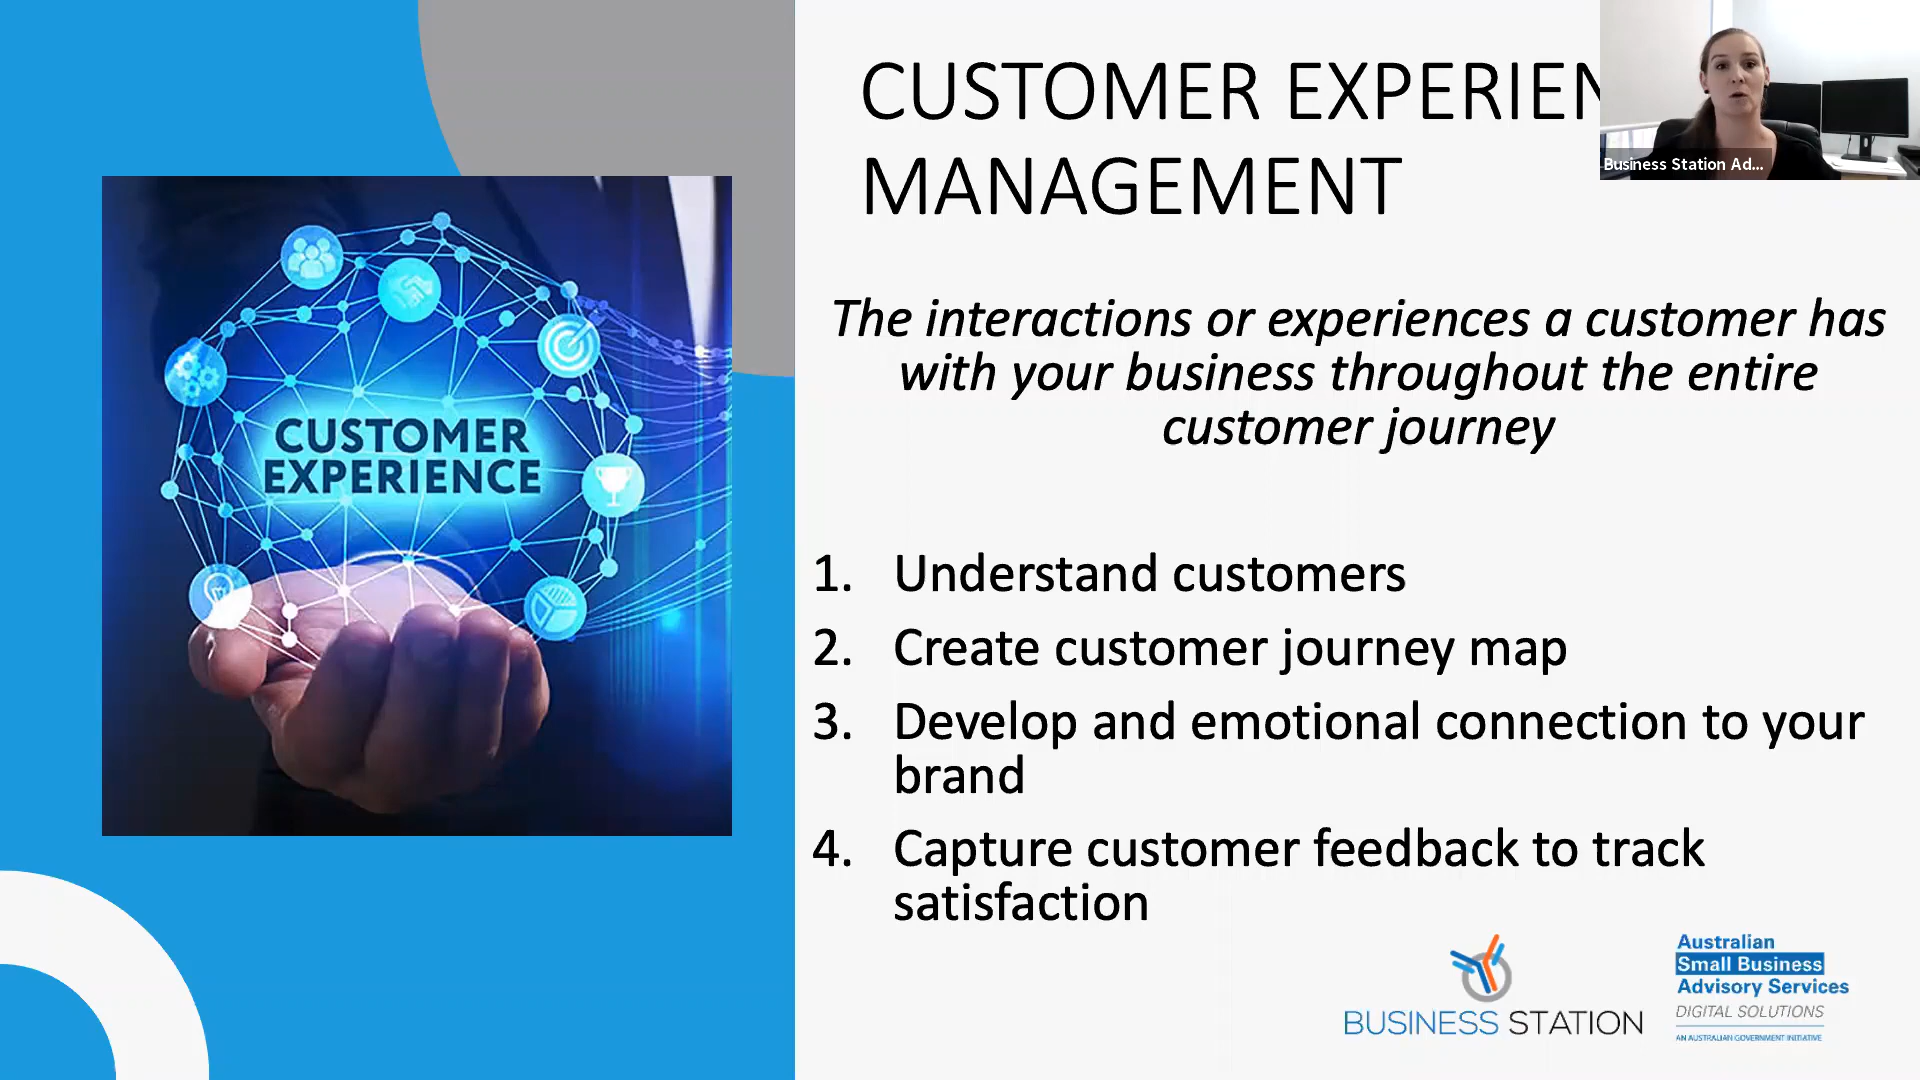 CUSTOMER EXPERIEN
MANAGEMENT
Business Station Ad...
CUSTOMER
EXPERIENCE
The interactions or experiences a customer has
with your business throughout the entire
customer journey
1. Understand customers
2. Create customer journey map
3. Develop and emotional connection to your
brand
4. Capture customer feedback to track
satisfaction
BUSINESS STATION
Australian
Small Business
Advisory Services
DIGITAL SOLUTIONS
AN AUSTRALIAN GOVERNMENT INITIATIVE